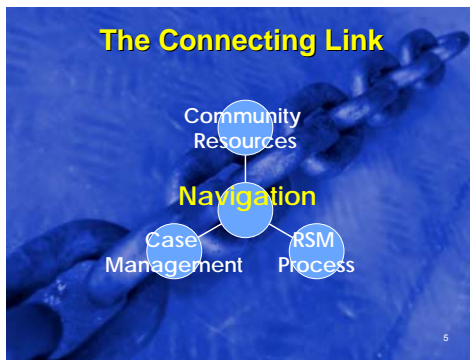 The Connecting Link
Community
Resources
Navigation
Case
Management
RSM
Process
5